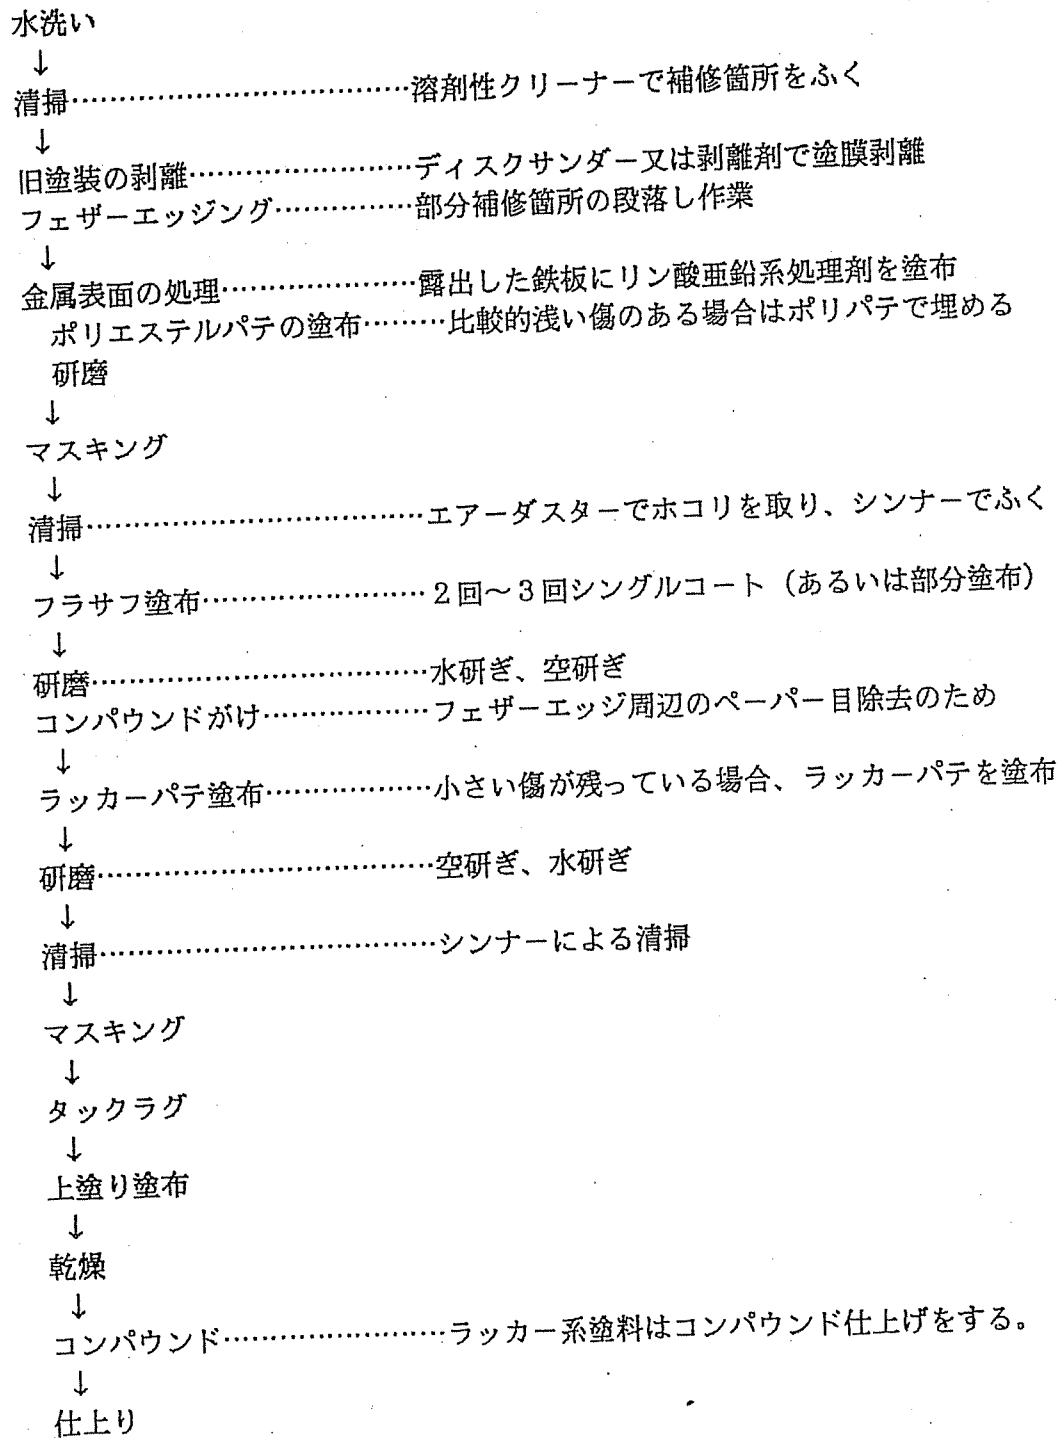 水洗い
↓
清掃‥‥‥‥‥‥‥‥‥‥‥‥溶剤性クリーナーで補修箇所をふく
↓
旧塗装の剥離‥‥‥‥‥‥‥‥ディスクサンダー又は剥離剤で塗膜剥離
フェザーエッジング‥‥‥‥‥部分補修箇所の段落し作業
↓
金属表面の処理‥‥‥‥‥‥‥露出した鉄板にリン酸亜鉛系処理剤を塗布
ポリエステルパテの塗布‥‥‥比較的浅い傷のある場合はポリパテで埋める
研磨
↓
マスキング
↓
清掃‥‥‥‥‥‥‥‥‥‥‥‥エアーダスターでホコリを取り、シンナーでふく
↓
フラサフ塗布‥‥‥‥‥‥‥‥2回～3回シングルコート（あるいは部分塗布）
↓
研磨‥‥‥‥‥‥‥‥‥‥‥‥水研ぎ、空研ぎ
コンパウンドがけ‥‥‥‥‥‥フェザーエッジ周辺のペーパー目除去のため
↓
ラッカーパテ塗布‥‥‥‥‥‥小さい傷が残っている場合、ラッカーパテを塗布
↓
研磨‥‥‥‥‥‥‥‥‥‥‥‥空研ぎ、水研ぎ
↓
清掃‥‥‥‥‥‥‥‥‥‥‥‥シンナーによる清掃
↓
マスキング
↓
タックラグ
↓
上塗り塗布
↓
乾燥
↓
コンパウンド‥‥‥‥‥‥‥‥ラッカー系塗料はコンパウンド仕上げをする。
↓
仕上り